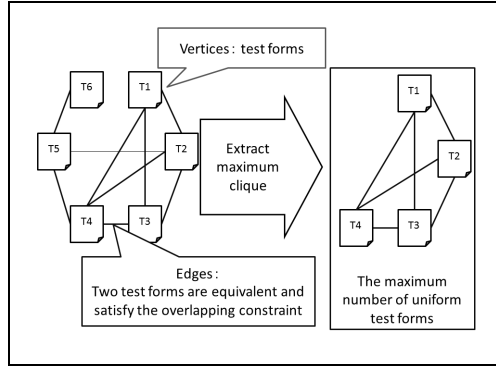 Vertices : test forms
T6
T1
T5
T2
T4
T3
Extract
maximum
clique
Edges :
Two test forms are equivalent and
satisfy the overlapping constraint
T1
T2
T4
T3
The maximum
number of uniform
test forms